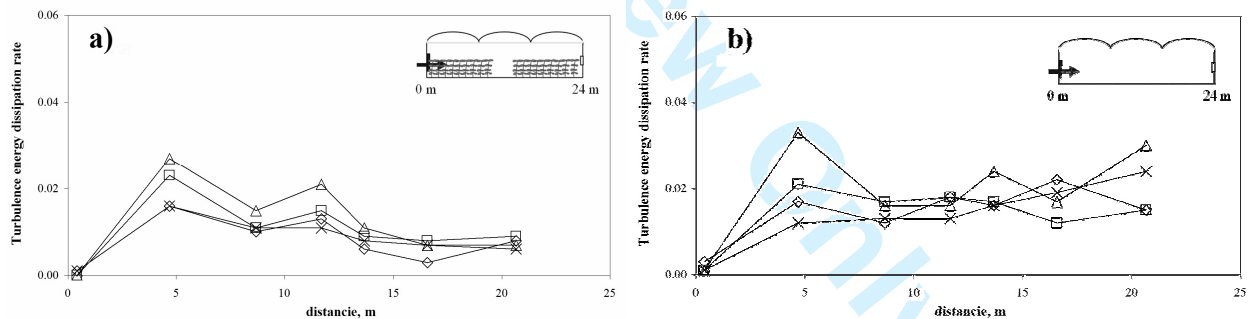 a)
0.06
0.04
0.02
0.00
Turbulence energy dissipation rate
0 m
24 m
0
5
10
15
20
25
distancie, m
b)
0.06
0.04
0.02
0.00
Turbulence energy dissipation rate
0 m
24 m
0
5
10
15
20
25
distancie, m
ew Only